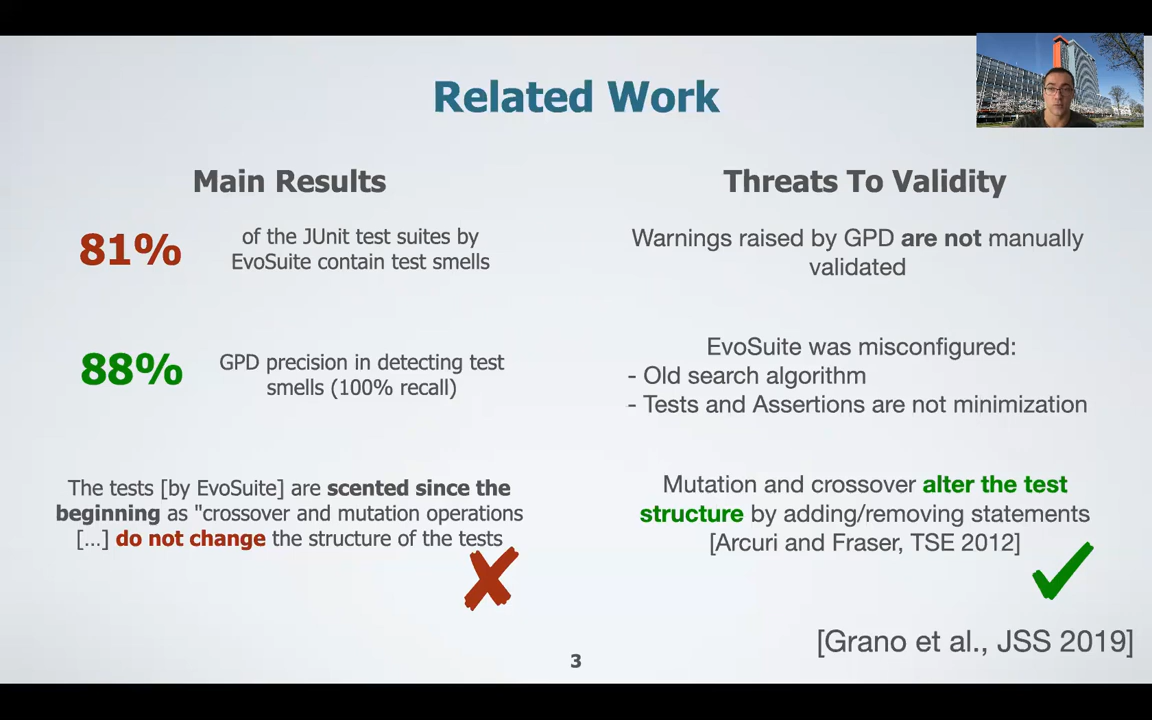 Related Work
Main Results
81%
of the JUnit test suites by
EvoSuite contain test smells
88%
GPD precision in detecting test
smells (100% recall)
The tests [by EvoSuite] are scented since the
beginning as "crossover and mutation operations
[...] do not change the structure of the tests
Threats To Validity
Warnings raised by GPD are not manually
validated
EvoSuite was misconfigured:
- Old search algorithm
- Tests and Assertions are not minimization
Mutation and crossover alter the test
structure by adding/removing statements
[Arcuri and Fraser, TSE 2012]
[Grano et al., JSS 2019]
3